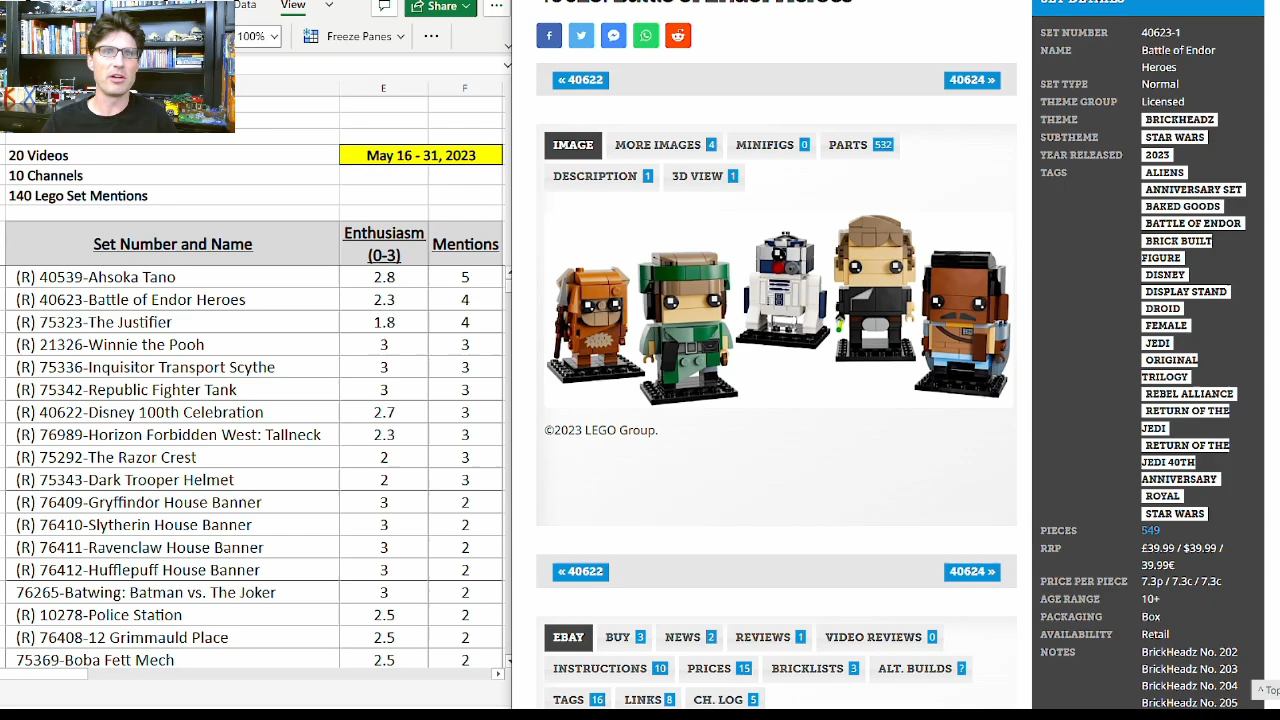 Data
View
Share
100%
Freeze Panes
E
F
20 Videos
May 16 - 31, 2023
10 Channels
140 Lego Set Mentions
Set Number and Name
Enthusiasm
(0-3)
Mentions
(R) 40539-Ahsoka Tano 2.8 5
(R) 40623-Battle of Endor Heroes 2.3 4
(R) 75323-The Justifier 1.8 4
(R) 21326-Winnie the Pooh 3 3
(R) 75336-Inquisitor Transport Scythe 3 3
(R) 75342-Republic Fighter Tank 3 3
(R) 40622-Disney 100th Celebration 2.7 3
(R) 76989-Horizon Forbidden West: Tallneck 2.3 3
(R) 75292-The Razor Crest 2 3
(R) 75343-Dark Trooper Helmet 2 3
(R) 76409-Gryffindor House Banner 3 2
(R) 76410-Slytherin House Banner 3 2
(R) 76411-Ravenclaw House Banner 3 2
(R) 76412-Hufflepuff House Banner 3 2
76265-Batwing: Batman vs. The Joker 3 2
(R) 10278-Police Station 2.5 2
(R) 76408-12 Grimmauld Place 2.5 2
75369-Boba Fett Mech 2.5 2
« 40622
40624 »
IMAGE
MORE IMAGES 4
MINIFIGS 0
PARTS 532
DESCRIPTION 1
3D VIEW 1
©2023 LEGO Group.
« 40622
40624 »
EBAY
BUY 3
NEWS 2
REVIEWS 1
VIDEO REVIEWS 0
INSTRUCTIONS 10
PRICES 15
BRICKLISTS 3
ALT. BUILDS ?
TAGS 16
LINKS 8
CH. LOG 5
SET NUMBER 40623-1
NAME Battle of Endor
Heroes
SET TYPE Normal
THEME GROUP Licensed
THEME BRICKHEADZ
SUBTHEME STAR WARS
YEAR RELEASED 2023
TAGS ALIENS
ANNIVERSARY SET
BAKED GOODS
BATTLE OF ENDOR
BRICK BUILT
FIGURE
DISNEY
DISPLAY STAND
DROID
FEMALE
JEDI
ORIGINAL
TRILOGY
REBEL ALLIANCE
RETURN OF THE
JEDI
RETURN OF THE
JEDI 40TH
ANNIVERSARY
ROYAL
STAR WARS
PIECES 549
RRP £39.99 / $39.99 /
39.99€
PRICE PER PIECE 7.3p / 7.3c / 7.3c
AGE RANGE 10+
PACKAGING Box
AVAILABILITY Retail
NOTES BrickHeadz No. 202
BrickHeadz No. 203
BrickHeadz No. 204
BrickHeadz No. 205
^ Top